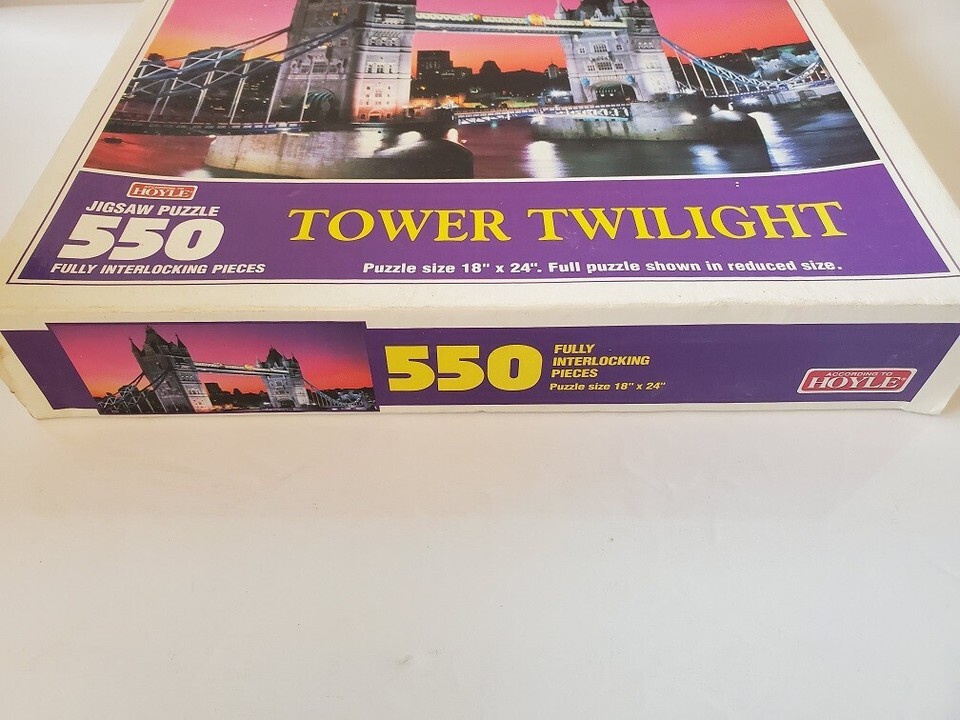 HOYLE
JIGSAW PUZZLE
550
FULLY INTERLOCKING PIECES
TOWER TWILIGHT
Puzzle size 18" x 24". Full puzzle shown in reduced size.
550
FULLY
INTERLOCKING
PIECES
Puzzle size 18" x 24"
ACCORDING TO
HOYLE